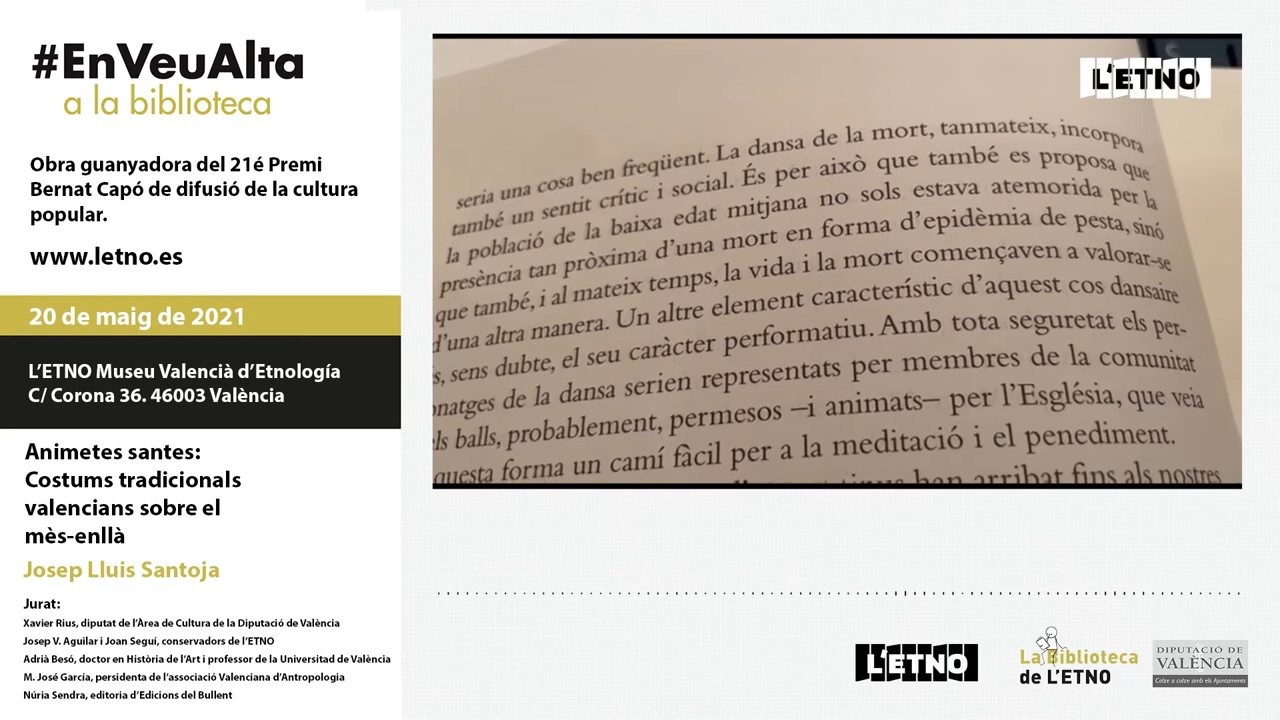 #EnVeuAlta
a la biblioteca
Obra guanyadora del 21é Premi
Bernat Capó de difusió de la cultura
popular.
www.letno.es
20 de maig de 2021
L'ETNO Museu Valencià d'Etnología
C/ Corona 36. 46003 València
Animetes santes:
Costums tradicionals
valencians sobre el
mès-enllà
Josep Lluis Santoja
Jurat:
Xavier Rius, diputat de l'Àrea de Cultura de la Diputació de València
Josep V. Aguilar i Joan Seguí, conservadors de l'ETNO
Adrià Besó, doctor en Història de l'Art i professor de la Universitat de València
M. José García, persidenta de l'associació Valenciana d'Antropologia
Núria Sendra, editoria d'Edicions del Bullent
L'ETNO
seria una cosa ben freqüent. La dansa de la mort, tanmateix, incorpora
també un sentit crític i social. És per això que també es proposa que
la població de la baixa edat mitjana no sols estava atemorida per la
presència tan pròxima d'una mort en forma d'epidèmia de pesta, sinó
que també, i al mateix temps, la vida i la mort començaven a valorar-se
d'una altra manera. Un altre element característic d'aquest cos dansaire
s, sens dubte, el seu caràcter performatiu. Amb tota seguretat els per-
natges de la dansa serien representats per membres de la comunitat
ls balls, probablement, permesos –i animats– per l'Església, que veia
questa forma un camí fàcil per a la meditació i el penediment.
han arribat fins als nostres
L'ETNO
La Biblioteca
de L'ETNO
DIPUTACIÓ DE
VALÈNCIA
Colze a colze amb els Ajuntaments